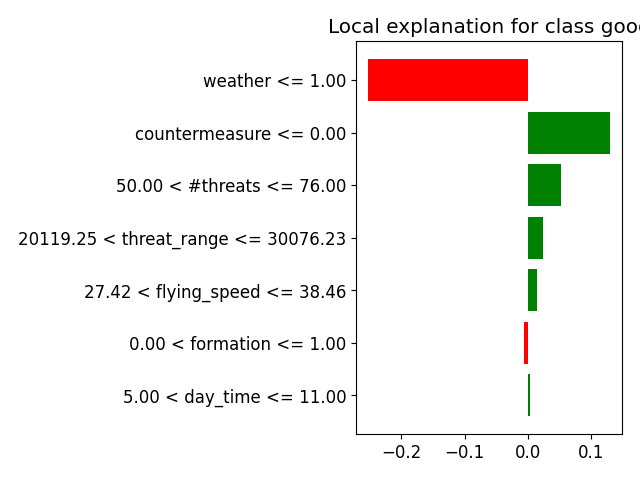 Local explanation for class goo
weather <= 1.00
countermeasure <= 0.00
50.00 < #threats <= 76.00
20119.25 < threat_range <= 30076.23
27.42 < flying_speed <= 38.46
0.00 < formation <= 1.00
5.00 < day_time <= 11.00
−0.2 −0.1 0.0 0.1